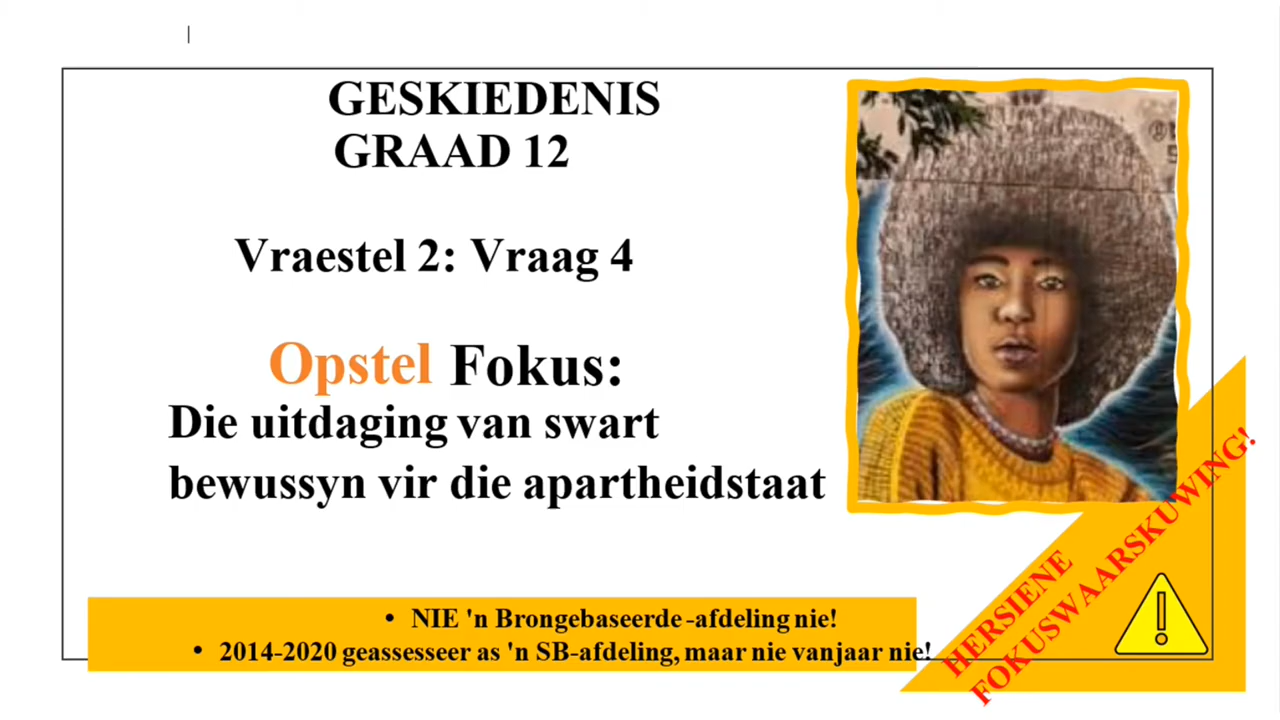 GESKIEDENIS
GRAAD 12
Vraestel 2: Vraag 4
Opstel Fokus:
Die uitdaging van swart
bewussyn vir die apartheidstaat
• NIE 'n Brongebaseerde -afdeling nie!
• 2014-2020 geassesseer as 'n SB-afdeling, maar nie vanjaar nie!
HERSIENE
FOKUSWAARSKUWING!